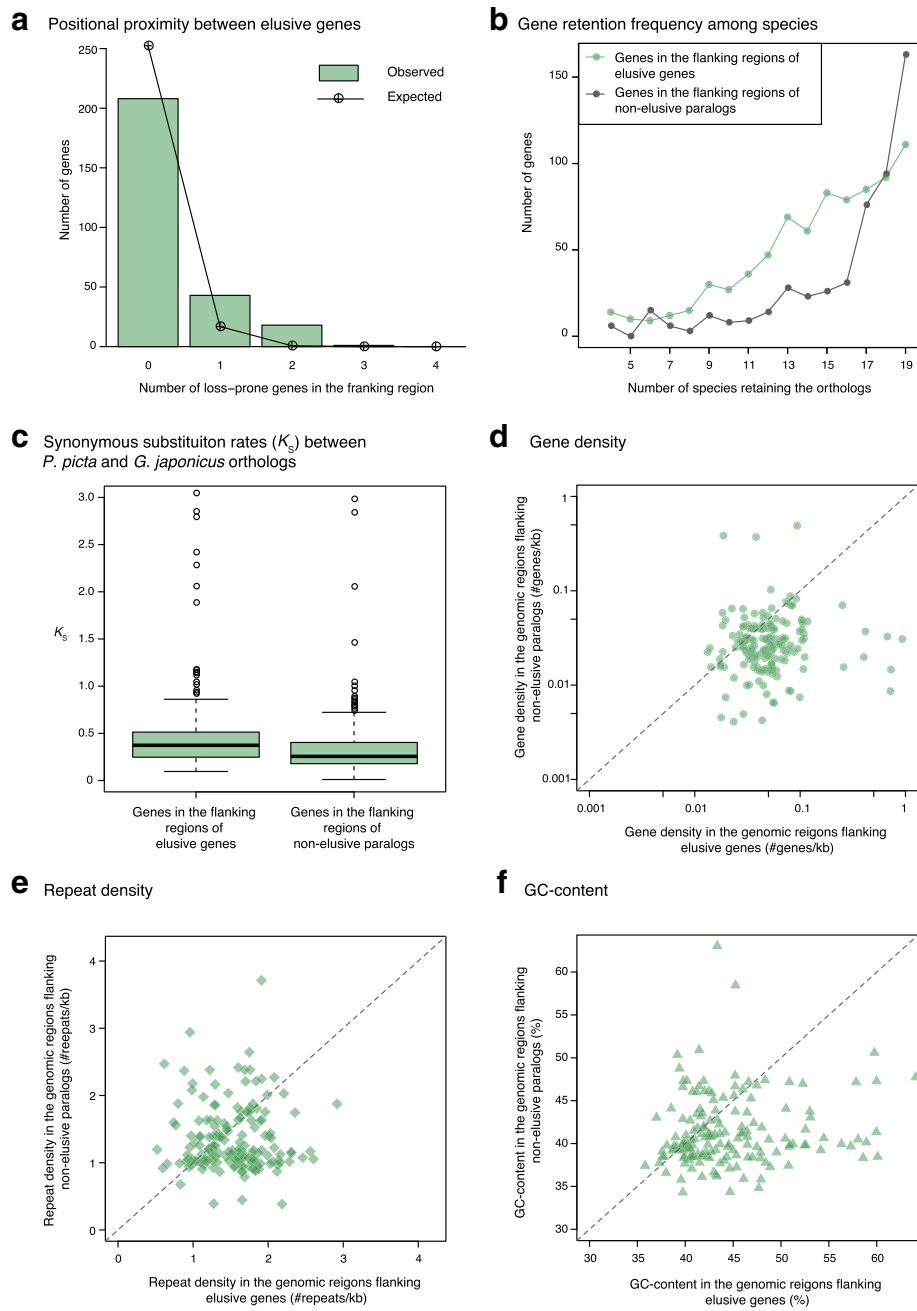 a Positional proximity between elusive genes
Number of genes
250
200
150
100
50
0
Observed
Expected
0 1 2 3 4
Number of loss–prone genes in the franking region
b Gene retention frequency among species
Number of genes
150
100
50
0
Genes in the flanking regions of
elusive genes
Genes in the flanking regions of
non-elusive paralogs
5 7 9 11 13 15 17 19
Number of species retaining the orthologs
c Synonymous substituiton rates (KS) between
P. picta and G. japonicus orthologs
KS
3.0
2.5
2.0
1.5
1.0
0.5
0
Genes in the flanking
regions of
elusive genes
Genes in the flanking
regions of
non-elusive paralogs
d Gene density
Gene density in the genomic regions flanking
non-elusive paralogs (#genes/kb)
1
0.1
0.01
0.001
0.001 0.01 0.1 1
Gene density in the genomic reigons flanking
elusive genes (#genes/kb)
e Repeat density
Repeat density in the genomic regions flanking
non-elusive paralogs (#reepats/kb)
4
3
2
1
0
0 1 2 3 4
Repeat density in the genomic reigons flanking
elusive genes (#repeats/kb)
f GC-content
GC-content in the genomic regions flanking
non-elusive paralogs (%)
60
55
50
45
40
35
30
30 35 40 45 50 55 60
GC-content in the genomic reigons flanking
elusive genes (%)